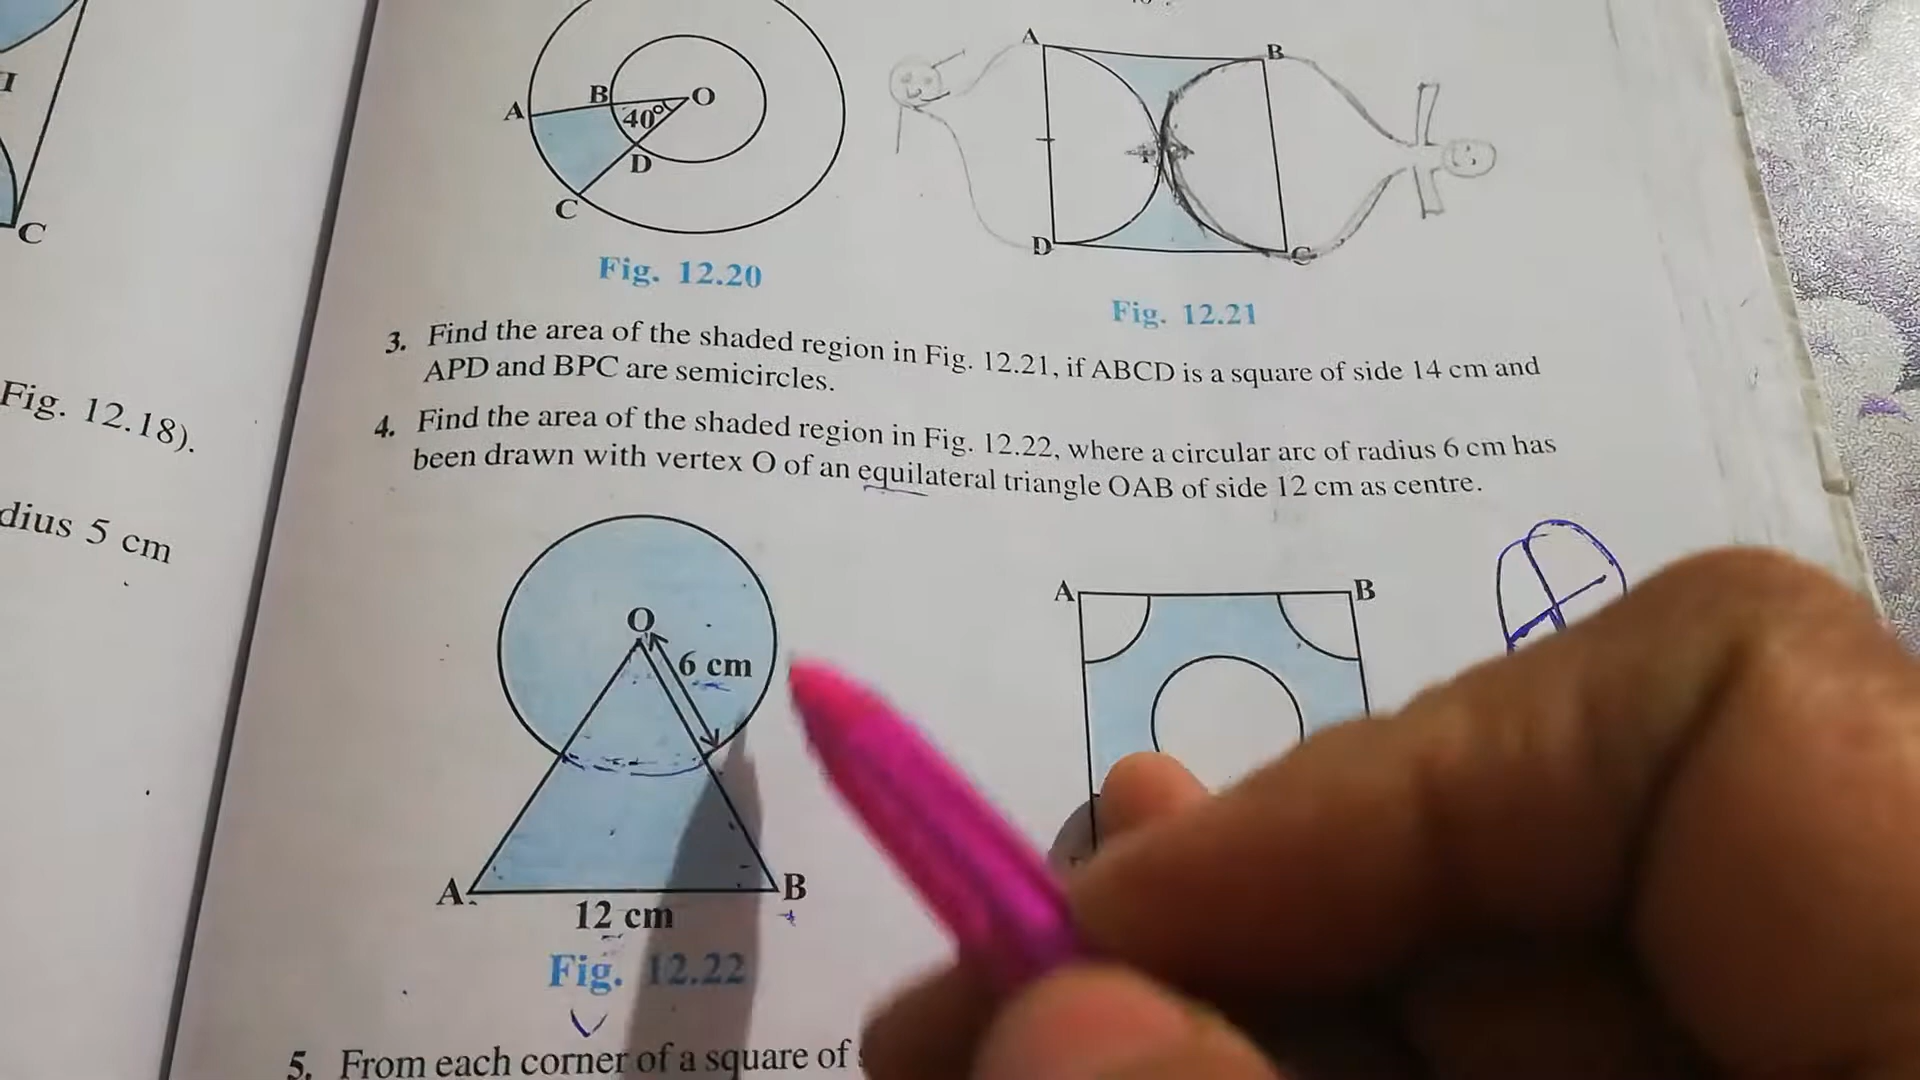 A
B
O
40°
D
C
Fig. 12.20
A
B
D
C
Fig. 12.21
C
Fig. 12.18).
dius 5 cm
3. Find the area of the shaded region in Fig. 12.21, if ABCD is a square of side 14 cm and
APD and BPC are semicircles.
4. Find the area of the shaded region in Fig. 12.22, where a circular arc of radius 6 cm has
been drawn with vertex O of an equilateral triangle OAB of side 12 cm as centre.
O
6 cm
A
B
12 cm
Fig. 12.22
A
B
5. From each corner of a square of